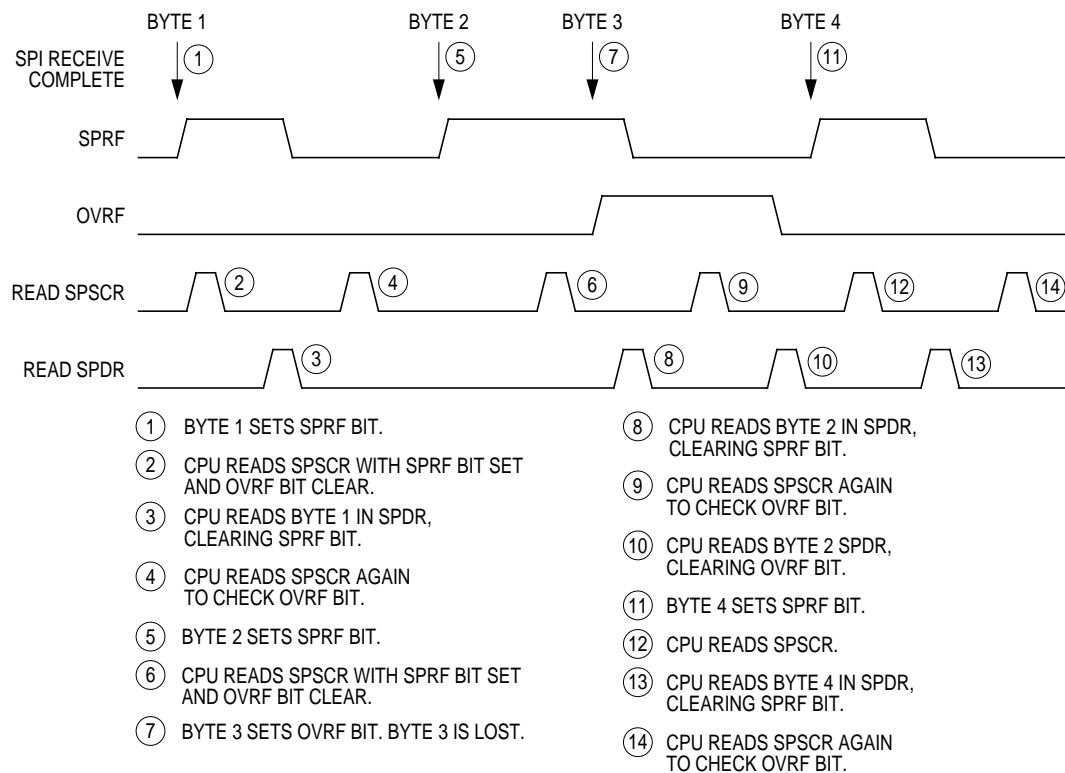 BYTE 1 BYTE 2 BYTE 3 BYTE 4
SPI RECEIVE
COMPLETE
1 5 7 11
SPRF
OVRF
READ SPSCR
2 4 6 9 12 14
READ SPDR
3 8 10 13
1 BYTE 1 SETS SPRF BIT.
2 CPU READS SPSCR WITH SPRF BIT SET
AND OVRF BIT CLEAR.
3 CPU READS BYTE 1 IN SPDR,
CLEARING SPRF BIT.
4 CPU READS SPSCR AGAIN
TO CHECK OVRF BIT.
5 BYTE 2 SETS SPRF BIT.
6 CPU READS SPSCR WITH SPRF BIT SET
AND OVRF BIT CLEAR.
7 BYTE 3 SETS OVRF BIT. BYTE 3 IS LOST.
8 CPU READS BYTE 2 IN SPDR,
CLEARING SPRF BIT.
9 CPU READS SPSCR AGAIN
TO CHECK OVRF BIT.
10 CPU READS BYTE 2 SPDR,
CLEARING OVRF BIT.
11 BYTE 4 SETS SPRF BIT.
12 CPU READS SPSCR.
13 CPU READS BYTE 4 IN SPDR,
CLEARING SPRF BIT.
14 CPU READS SPSCR AGAIN
TO CHECK OVRF BIT.